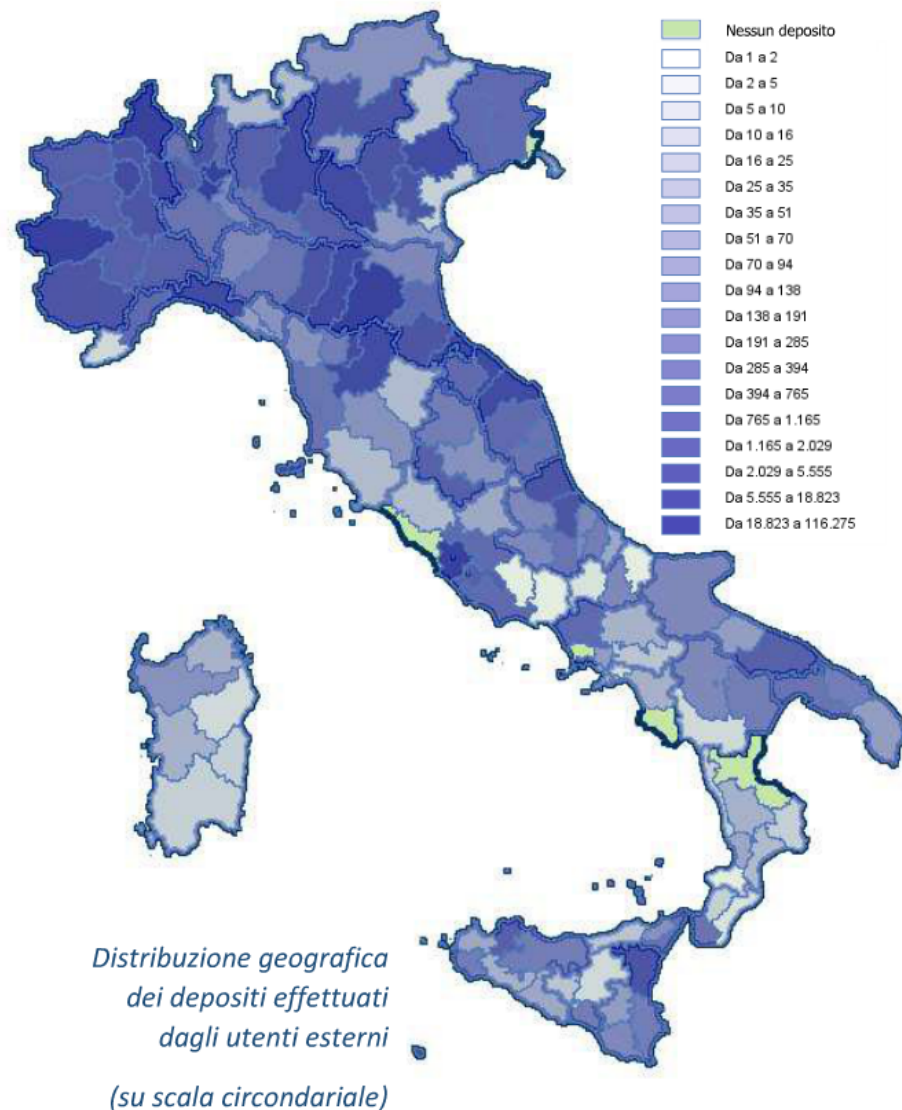 Nessun deposito
Da 1 a 2
Da 2 a 5
Da 5 a 10
Da 10 a 16
Da 16 a 25
Da 25 a 35
Da 35 a 51
Da 51 a 70
Da 70 a 94
Da 94 a 138
Da 138 a 191
Da 191 a 285
Da 285 a 394
Da 394 a 765
Da 765 a 1.165
Da 1.165 a 2.029
Da 2.029 a 5.555
Da 5.555 a 18.823
Da 18.823 a 116.275
Distribuzione geografica
dei depositi effettuati
dagli utenti esterni
(su scala circondariale)